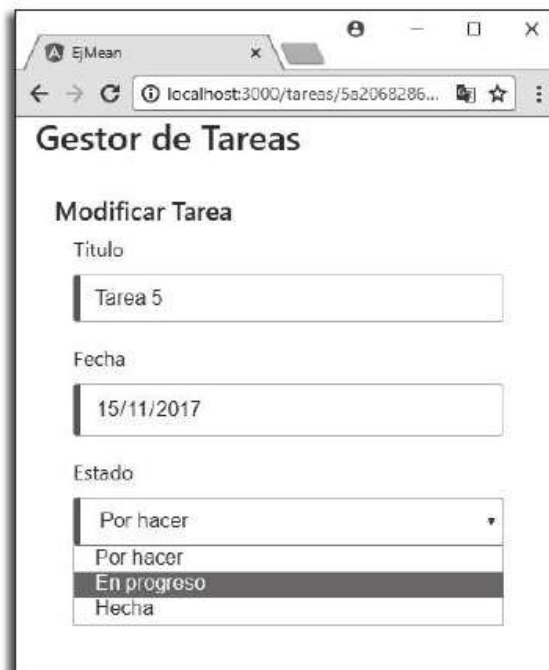 EjMean
localhost:3000/tareas/5a2068286...
Gestor de Tareas
Modificar Tarea
Titulo
Tarea 5
Fecha
15/11/2017
Estado
Por hacer
Por hacer
En progreso
Hecha